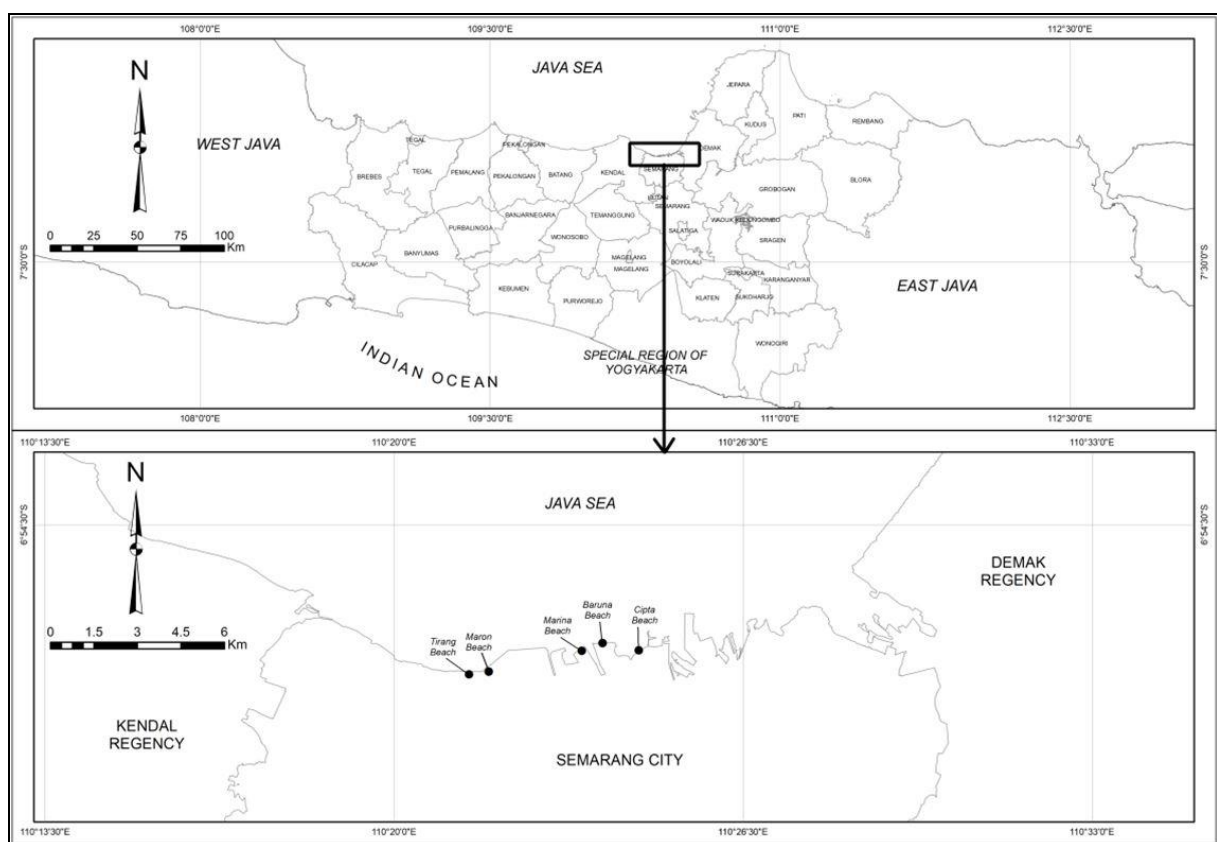 108°0'0"E
109°30'0"E
111°0'0"E
112°30'0"E
N
JAVA SEA
WEST JAVA
JEPARA
KUDUS
PATI
REMBANG
DEMAK
TEGAL
PEKALONGAN
BREBES
TEGAL
PEMALANG
PEKALONGAN
BATANG
KENDAL
SEMARANG
GROBOGAN
BLORA
SEMARANG
BANJARNEGARA
TEMANGGUNG
PURBALINGGA
WONOSOBO
SALATIGA
WADUK KEDUNGOMBO
SRAGEN
0 25 50 75 100
Km
7°30'0"S
7°30'0"S
CILACAP
BANYUMAS
MAGELANG
MAGELANG
BOYOLALI
SURAKARTA
KARANGANYAR
KEBUMEN
PURWOREJO
KLATEN
SUKOHARJO
EAST JAVA
WONOGIRI
INDIAN OCEAN
SPECIAL REGION OF
YOGYAKARTA
108°0'0"E
109°30'0"E
111°0'0"E
112°30'0"E
110°13'30"E
110°20'0"E
110°26'30"E
110°33'0"E
N
JAVA SEA
6°54'30"S
6°54'30"S
DEMAK
REGENCY
0 1.5 3 4.5 6
Km
Tirang
Beach
Maron
Beach
Marina
Beach
Baruna
Beach
Cipta
Beach
KENDAL
REGENCY
SEMARANG CITY
110°13'30"E
110°20'0"E
110°26'30"E
110°33'0"E